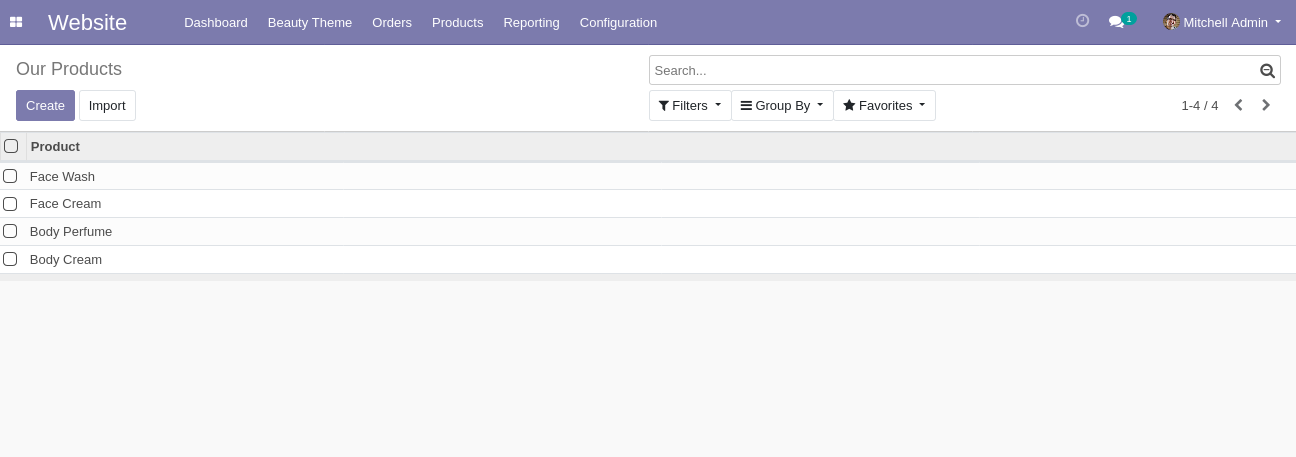 Website Dashboard Beauty Theme Orders Products Reporting Configuration 1 Mitchell Admin
Our Products Search...
Create Import Filters Group By Favorites 1-4 / 4
Product
Face Wash
Face Cream
Body Perfume
Body Cream